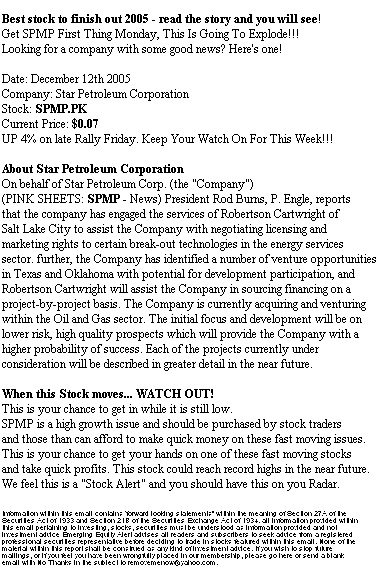 Best stock to finish out 2005 - read the story and you will see!
Get SPMP First Thing Monday, This Is Going To Explode!!!
Looking for a company with some good news? Here's one!
Date: December 12th 2005
Company: Star Petroleum Corporation
Stock: SPMP.PK
Current Price: $0.07
UP 4% on late Rally Friday. Keep Your Watch On For This Week!!!
About Star Petroleum Corporation
On behalf of Star Petroleum Corp. (the "Company")
(PINK SHEETS: SPMP - News) President Rod Burns, P. Engle, reports
that the company has engaged the services of Robertson Cartwright of
Salt Lake City to assist the Company with negotiating licensing and
marketing rights to certain break-out technologies in the energy services
sector. further, the Company has identified a number of venture opportunities
in Texas and Oklahoma with potential for development participation, and
Robertson Cartwright will assist the Company in sourcing financing on a
project-by-project basis. The Company is currently acquiring and venturing
within the Oil and Gas sector. The initial focus and development will be on
lower risk, high quality prospects which will provide the Company with a
higher probability of success. Each of the projects currently under
consideration will be described in greater detail in the near future.
When this Stock moves... WATCH OUT!
This is your chance to get in while it is still low.
SPMP is a high growth issue and should be purchased by stock traders
and those than can afford to make quick money on these fast moving issues.
This is your chance to get your hands on one of these fast moving stocks
and take quick profits. This stock could reach record highs in the near future.
We feel this is a "Stock Alert" and you should have this on you Radar.
Information within this email contains "forward looking statements" within the meaning of Section 27A of the
Securities Act of 1933 and Section 21B of the Securities Exchange Act of 1934. all information provided within
this email pertaining to investing, stocks, securities must be understood as information provided and not
investment advice. Emerging Equity Alert advises all readers and subscribers to seek advice from a registered
professional securities representative before deciding to trade in stocks featured within this email. None of the
material within this report shall be construed as any kind of investment advice. If you wish to stop future
mailings, or if you feel you have been wrongfully placed in our membership, please go here or send a blank
email with No Thanks in the subject to removemenow@yahoo.com.